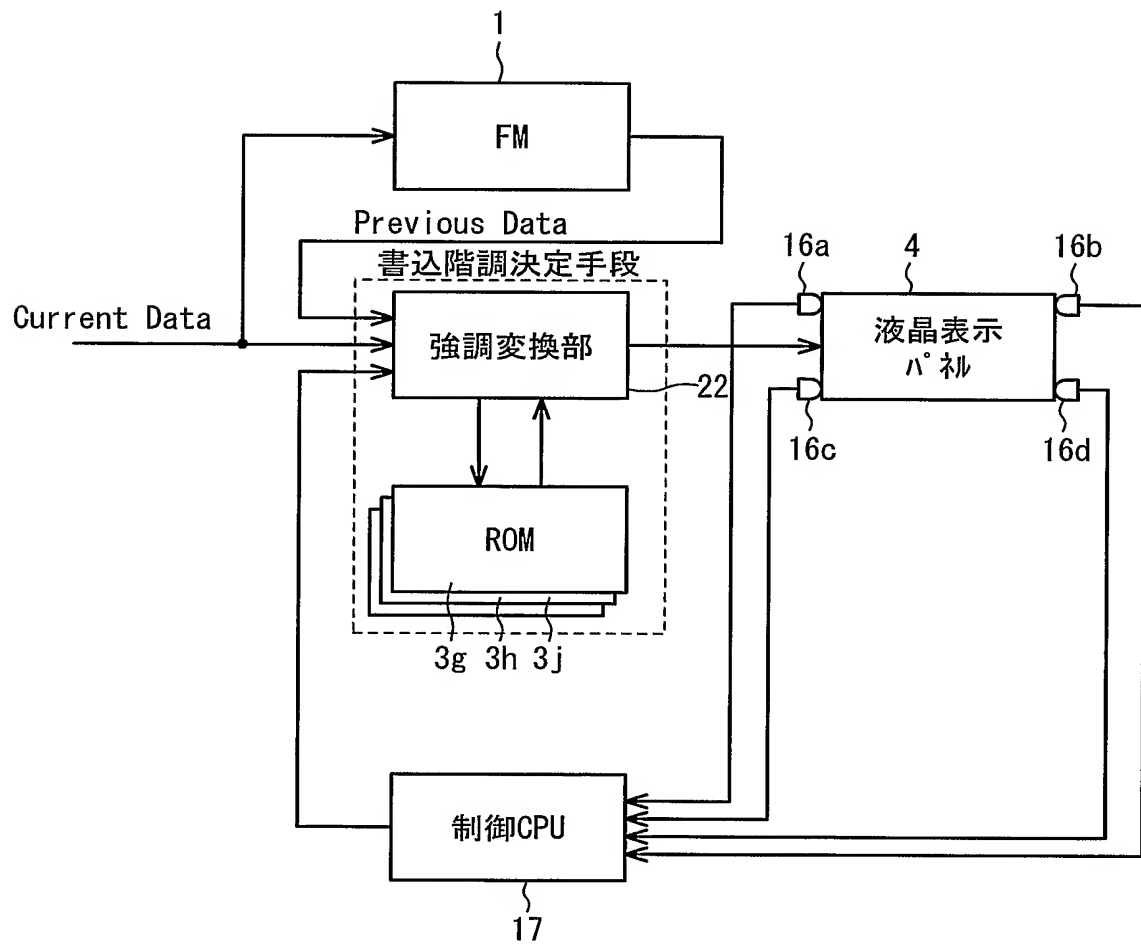 1
FM
Previous Data
書込階調決定手段
16a
4
16b
Current Data
強調変換部
液晶表示
ﾊﾟﾈﾙ
22
16c
16d
ROM
3g
3h
3j
制御CPU
17